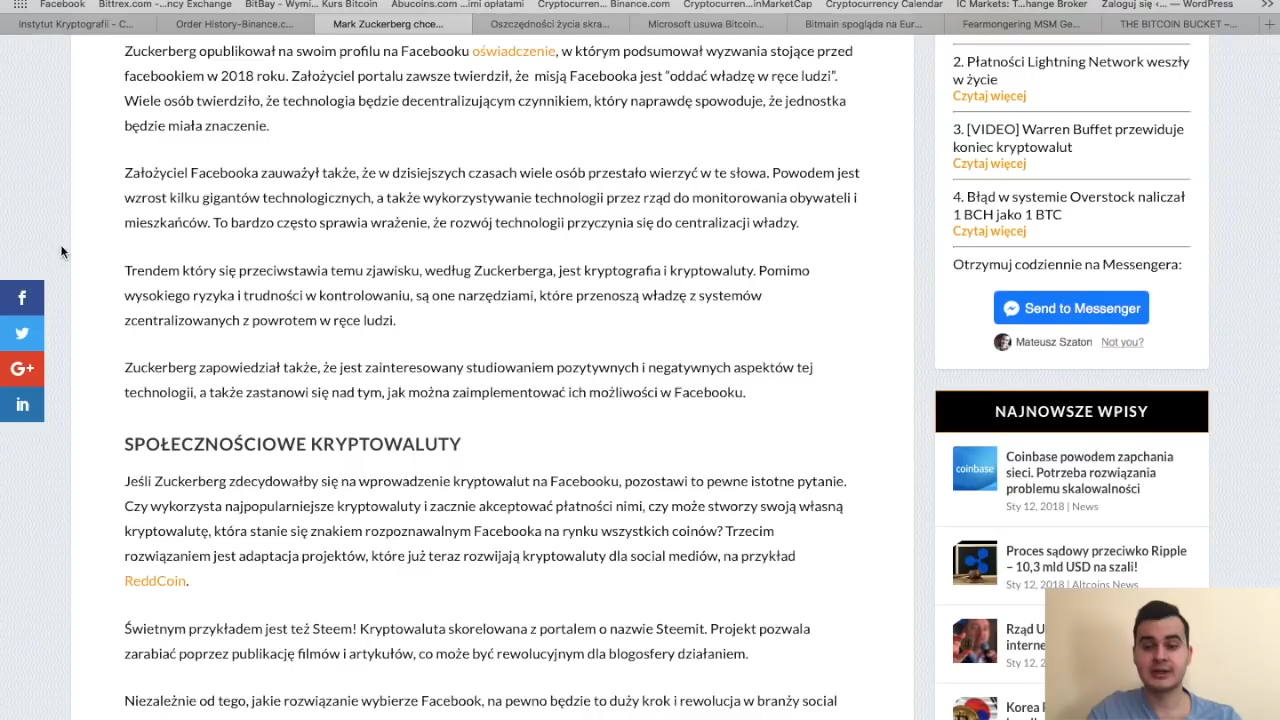 Facebook
Bittrex.com - ...ncy Exchange
BitBay - Wymi... Kurs Bitcoin
Abucoins.com ...imi opłatami
Cryptocurren...Binance.com
Cryptocurren...inMarketCap
Currency Exchange
IC Markets: T...hange Broker
Zaloguj się ‹... — WordPress
Instytut Kryptografii - C...
Order History-Binance.c...
Mark Zuckerberg chce...
Oszczędności życia skra...
Microsoft usuwa Bitcoin...
Bitmain spogląda na Eur...
Fearmongering MSM Ge...
THE BITCOIN BUCKET -...
Zuckerberg opublikował na swoim profilu na Facebooku oświadczenie, w którym podsumował wyzwania stojące przed
facebookiem w 2018 roku. Założyciel portalu zawsze twierdził, że misją Facebooka jest “oddać władzę w ręce ludzi”.
Wiele osób twierdziło, że technologia będzie decentralizującym czynnikiem, który naprawdę spowoduje, że jednostka
będzie miała znaczenie.
Założyciel Facebooka zauważył także, że w dzisiejszych czasach wiele osób przestało wierzyć w te słowa. Powodem jest
wzrost kilku gigantów technologicznych, a także wykorzystywanie technologii przez rząd do monitorowania obywateli i
mieszkańców. To bardzo często sprawia wrażenie, że rozwój technologii przyczynia się do centralizacji władzy.
Trendem który się przeciwstawia temu zjawisku, według Zuckerberga, jest kryptografia i kryptowaluty. Pomimo
wysokiego ryzyka i trudności w kontrolowaniu, są one narzędziami, które przenoszą władzę z systemów
zcentralizowanych z powrotem w ręce ludzi.
Zuckerberg zapowiedział także, że jest zainteresowany studiowaniem pozytywnych i negatywnych aspektów tej
technologii, a także zastanowi się nad tym, jak można zaimplementować ich możliwości w Facebooku.
SPOŁECZNOŚCIOWE KRYPTOWALUTY
Jeśli Zuckerberg zdecydowałby się na wprowadzenie kryptowalut na Facebooku, pozostawi to pewne istotne pytanie.
Czy wykorzysta najpopularniejsze kryptowaluty i zacznie akceptować płatności nimi, czy może stworzy swoją własną
kryptowalutę, która stanie się znakiem rozpoznawalnym Facebooka na rynku wszystkich coinów? Trzecim
rozwiązaniem jest adaptacja projektów, które już teraz rozwijają kryptowaluty dla social mediów, na przykład
ReddCoin.
Świetnym przykładem jest też Steem! Kryptowaluta skorelowana z portalem o nazwie Steemit. Projekt pozwala
zarabiać poprzez publikację filmów i artykułów, co może być rewolucyjnym dla blogosfery działaniem.
Niezależnie od tego, jakie rozwiązanie wybierze Facebook, na pewno będzie to duży krok i rewolucja w branży social
2. Płatności Lightning Network weszły
w życie
Czytaj więcej
3. [VIDEO] Warren Buffet przewiduje
koniec kryptowalut
Czytaj więcej
4. Błąd w systemie Overstock naliczał
1 BCH jako 1 BTC
Czytaj więcej
Otrzymuj codziennie na Messengera:
Send to Messenger
Mateusz Szaton Not you?
NAJNOWSZE WPISY
coinbase
Coinbase powodem zapchania
sieci. Potrzeba rozwiązania
problemu skalowalności
Sty 12, 2018 | News
Proces sądowy przeciwko Ripple
– 10,3 mld USD na szali!
Sty 12, 2018 | Altcoins News
Rząd U
interne
Sty 12, 2
Korea